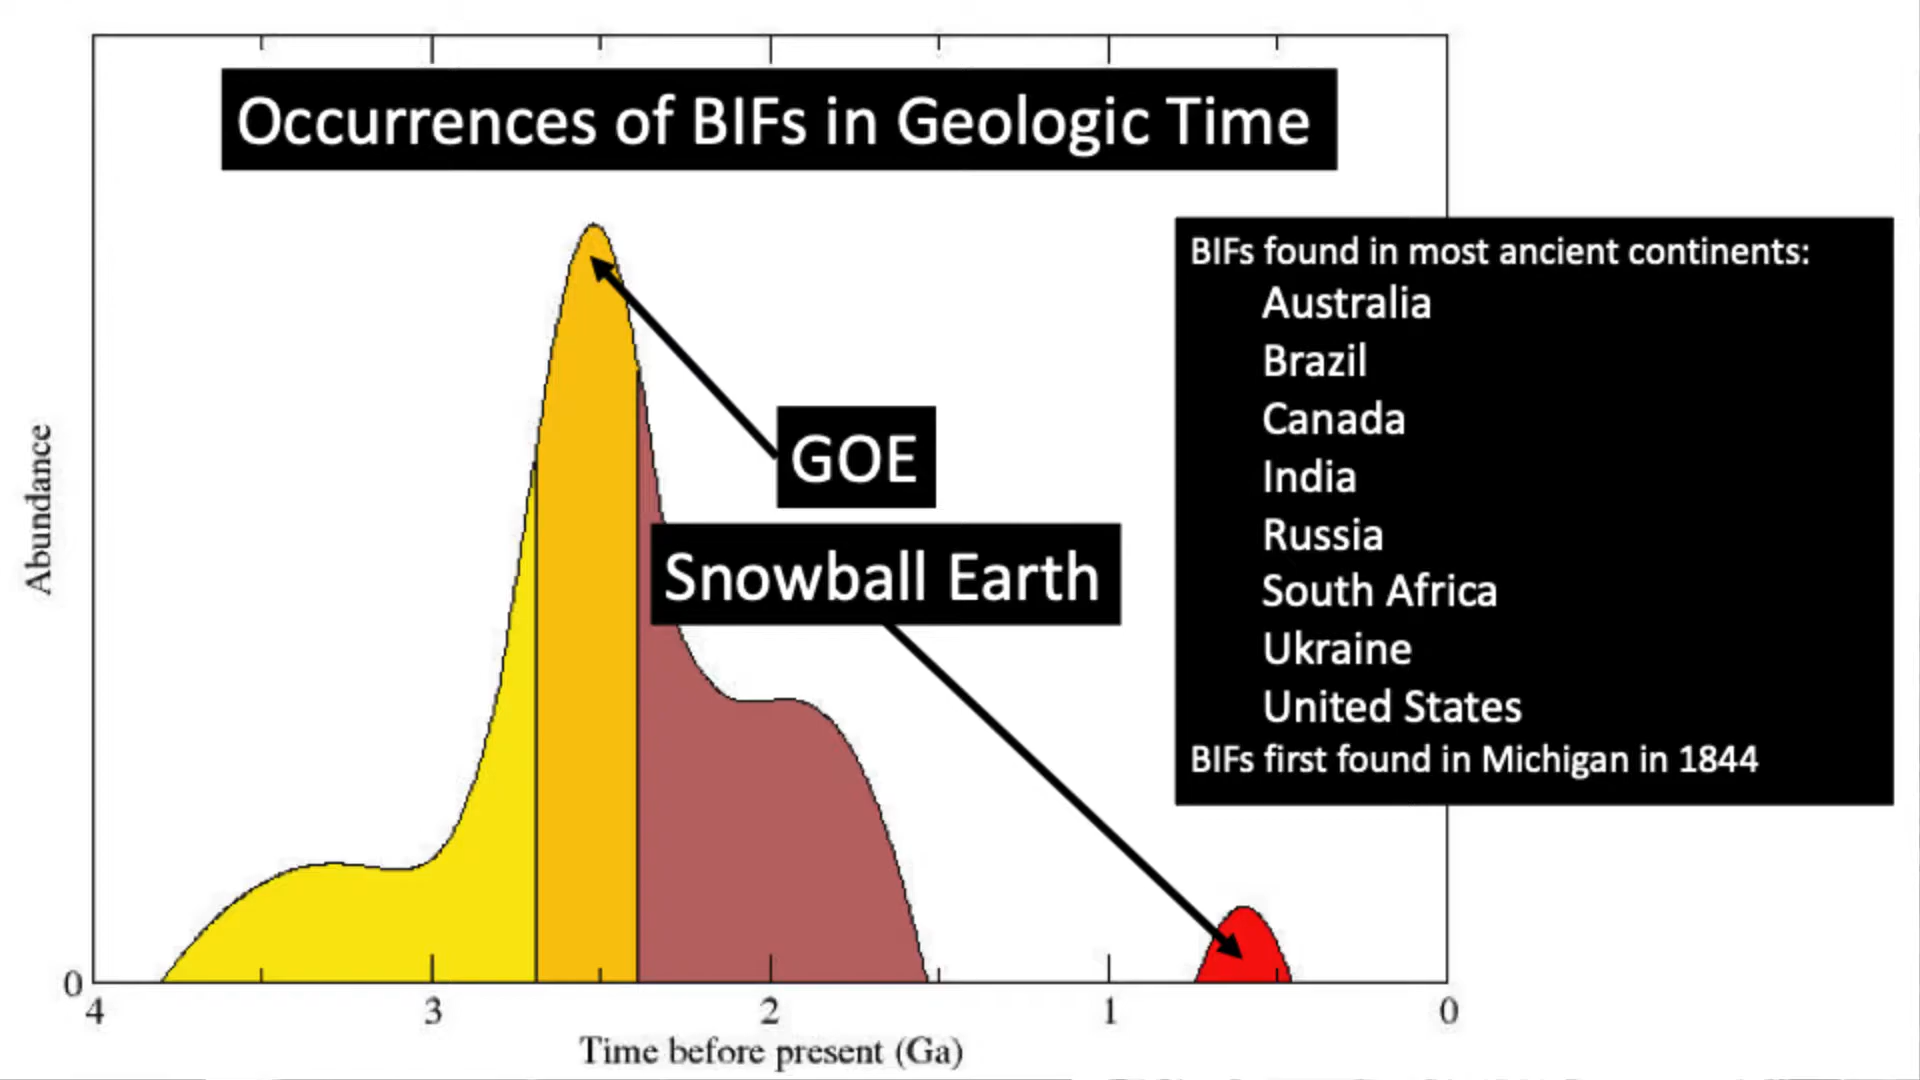 Occurrences of BIFs in Geologic Time
BIFs found in most ancient continents:
Australia
Brazil
Canada
India
Russia
South Africa
Ukraine
United States
BIFs first found in Michigan in 1844
GOE
Snowball Earth
Abundance
0
4 3 2 1 0
Time before present (Ga)